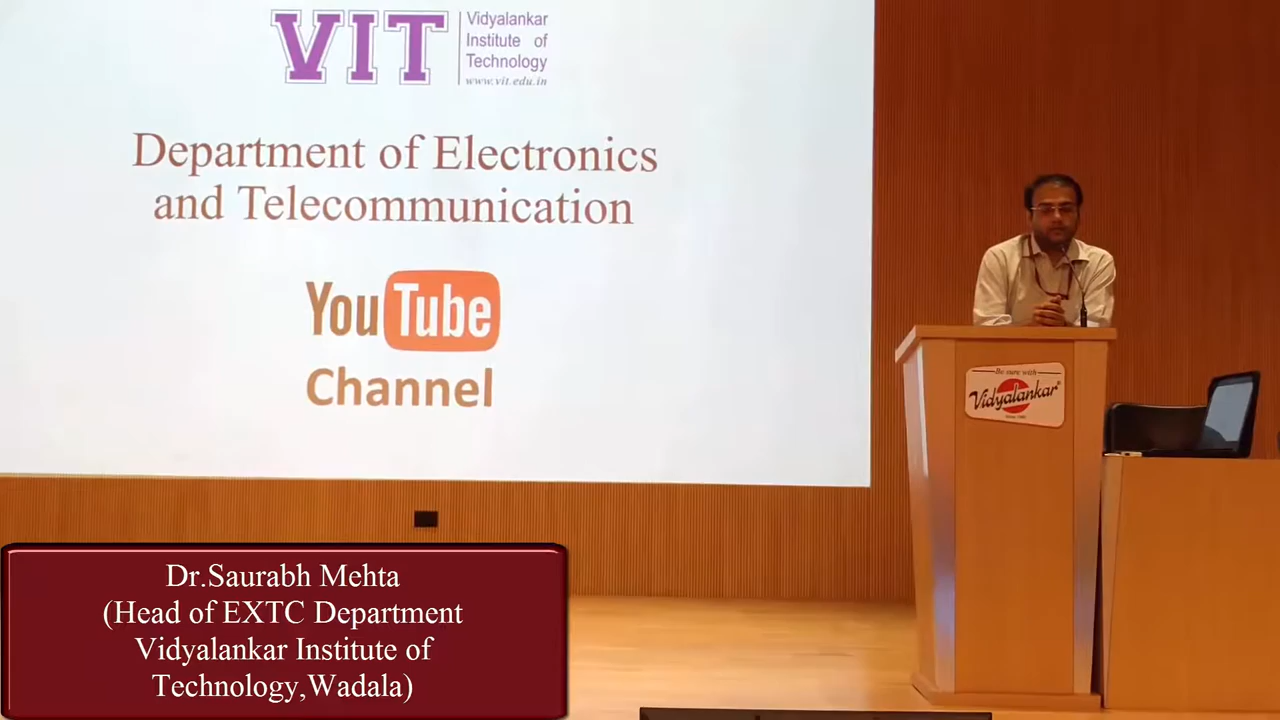 VIT
Vidyalankar
Institute of
Technology
www.vit.edu.in
Department of Electronics
and Telecommunication
YouTube
Channel
Be sure with
Vidyalankar®
Dr.Saurabh Mehta
(Head of EXTC Department
Vidyalankar Institute of
Technology,Wadala)